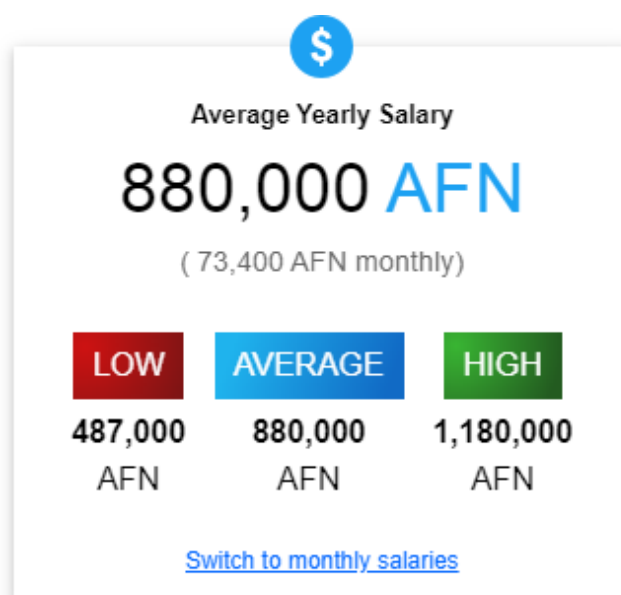 $
Average Yearly Salary
880,000 AFN
( 73,400 AFN monthly)
LOW AVERAGE HIGH
487,000 880,000 1,180,000
AFN AFN AFN
Switch to monthly salaries